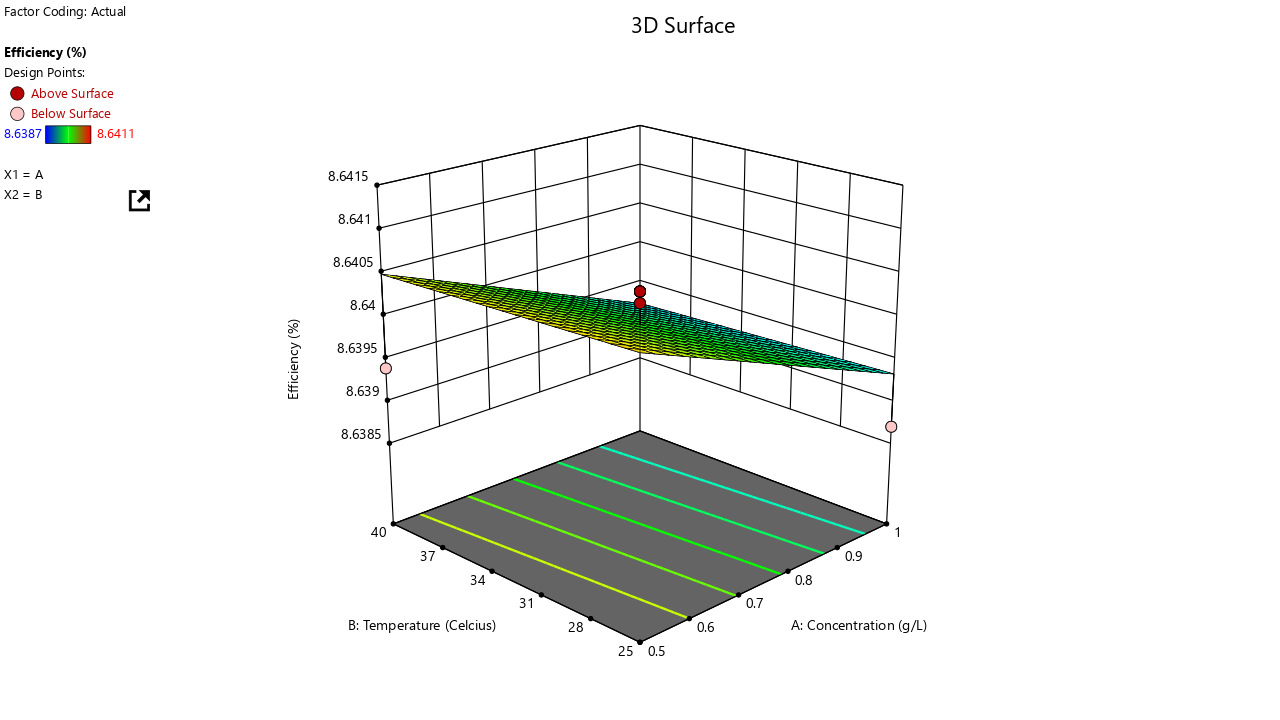 Factor Coding: Actual
3D Surface
Efficiency (%)
Design Points:
Above Surface
Below Surface
8.6387 8.6411
X1 = A
X2 = B
8.6415
8.641
8.6405
8.64
8.6395
8.639
8.6385
Efficiency (%)
40
37
34
31
28
25
B: Temperature (Celcius)
0.5
0.6
0.7
0.8
0.9
1
A: Concentration (g/L)